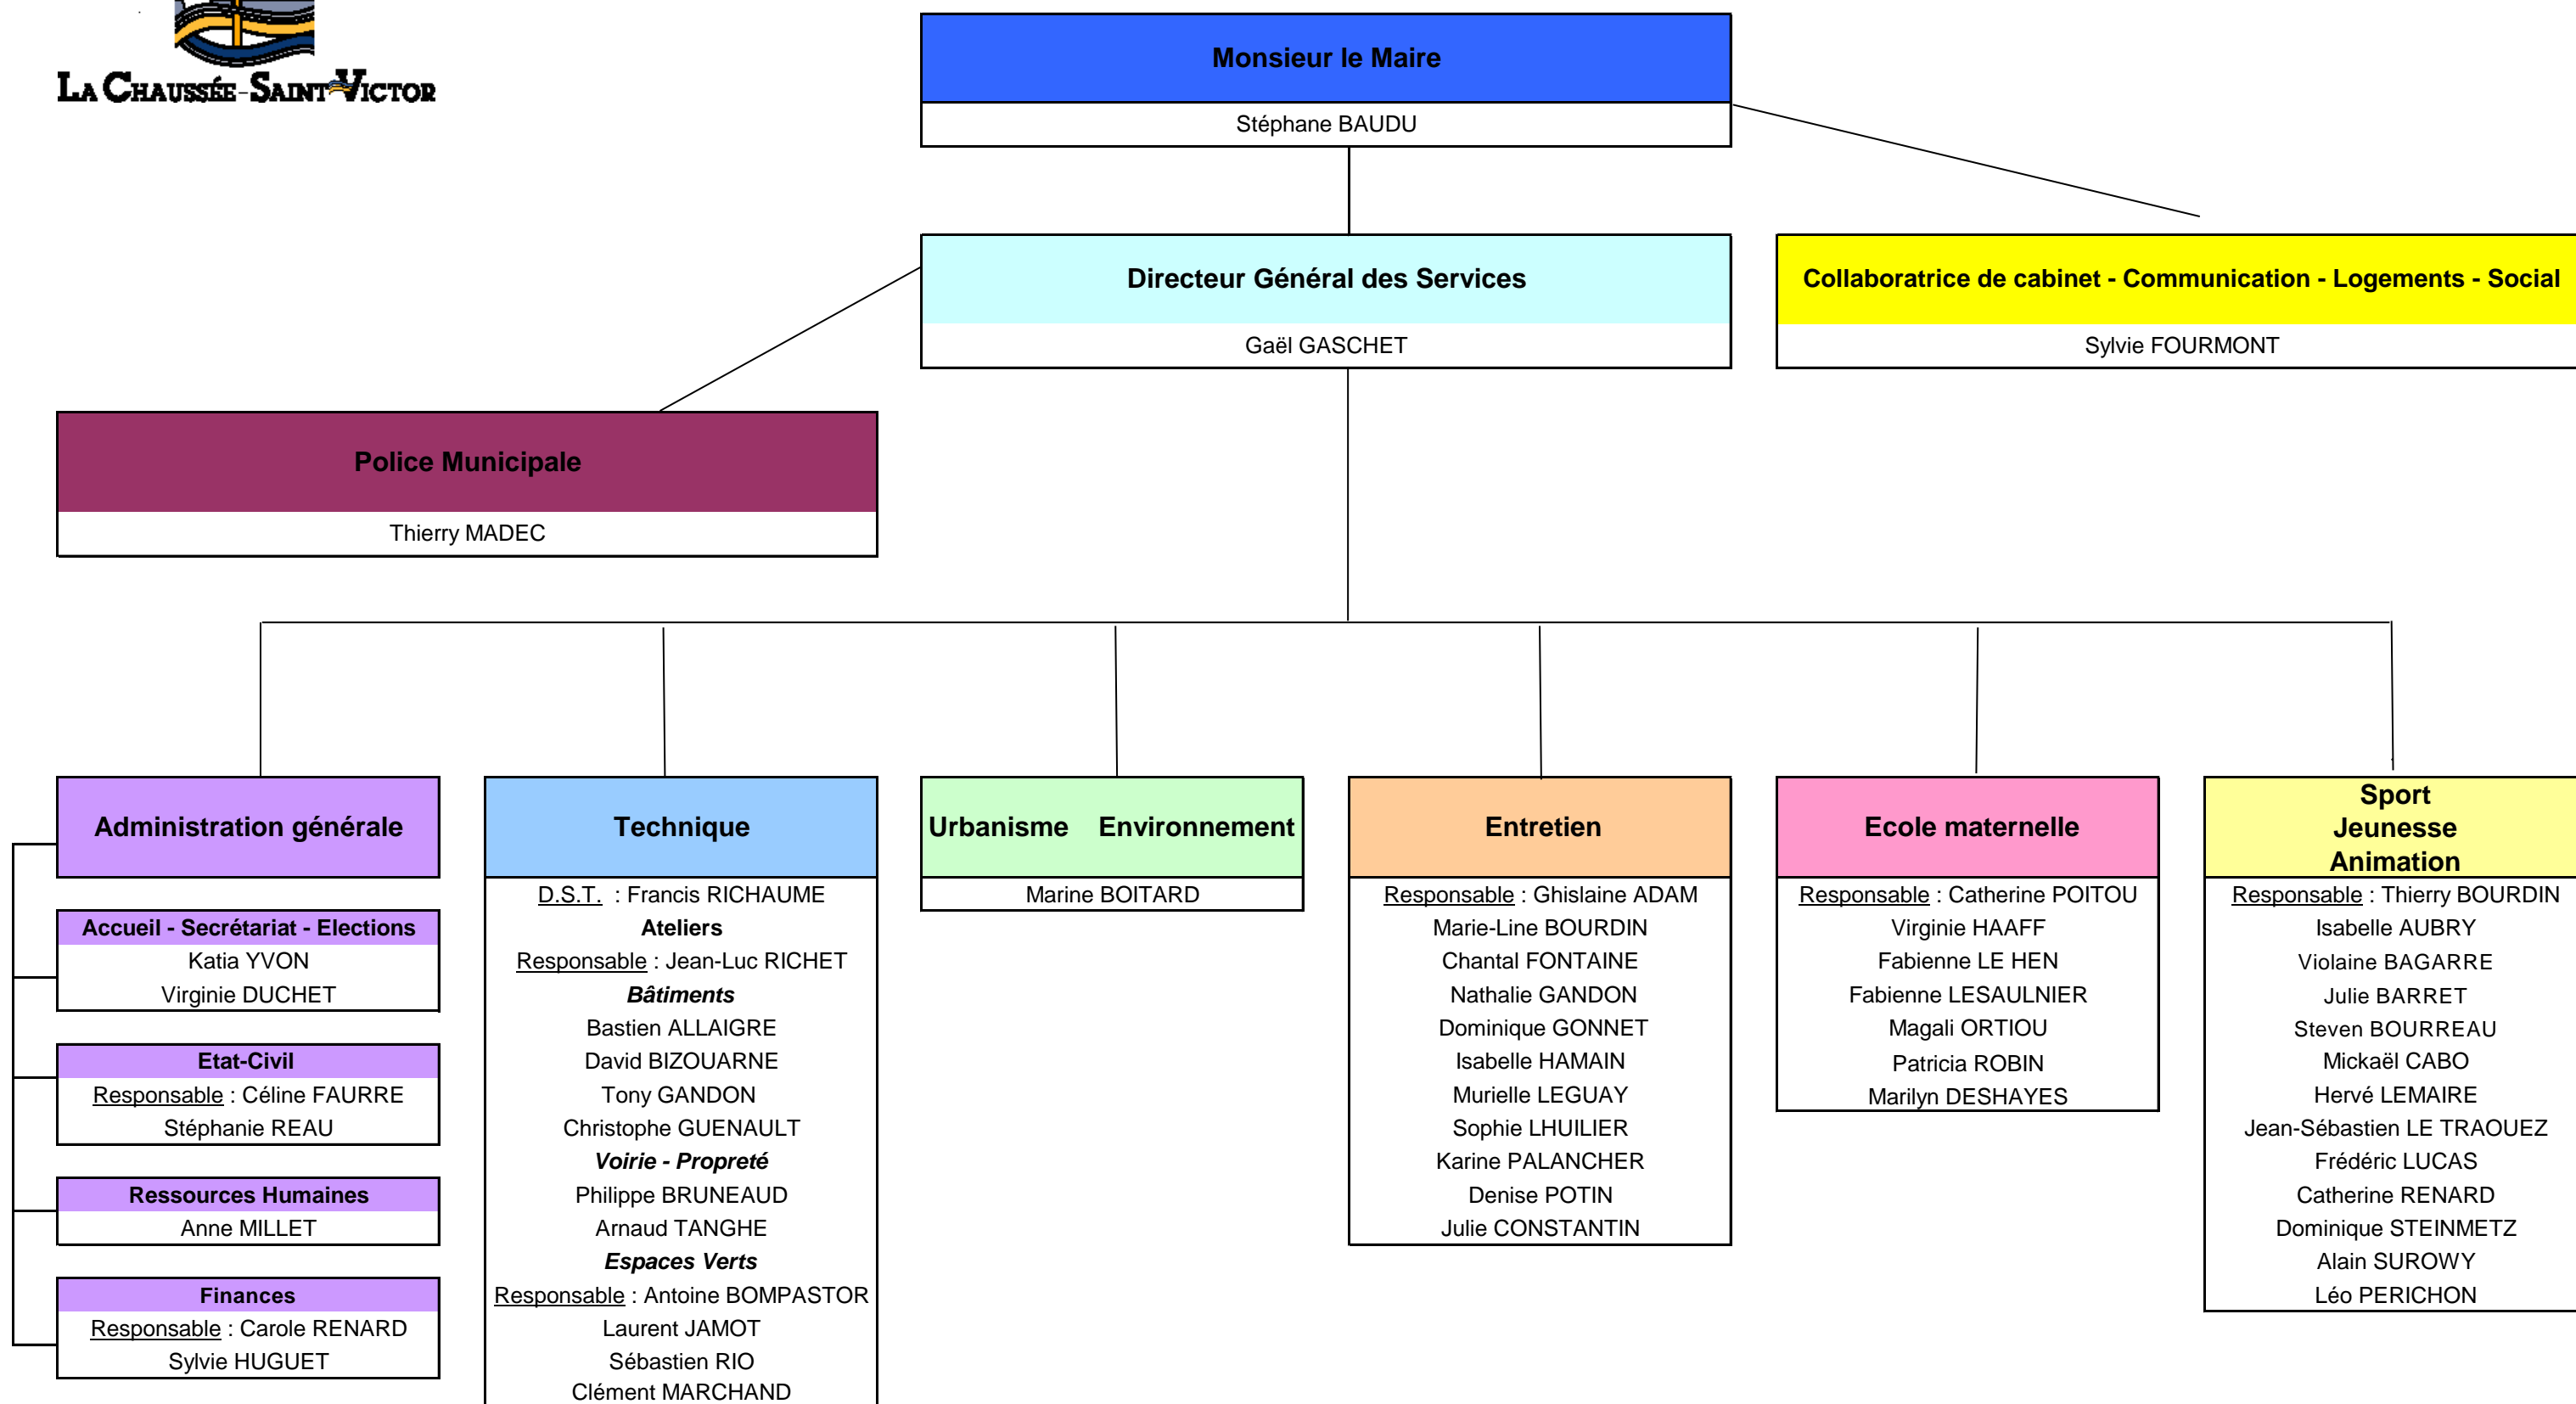 LA CHAUSSÉE-SAINT-VICTOR
Monsieur le Maire
Stéphane BAUDU
Directeur Général des Services
Gaël GASCHET
Collaboratrice de cabinet - Communication - Logements - Social
Sylvie FOURMONT
Police Municipale
Thierry MADEC
Administration générale
Accueil - Secrétariat - Elections
Katia YVON
Virginie DUCHET
Etat-Civil
Responsable : Céline FAURRE
Stéphanie REAU
Ressources Humaines
Anne MILLET
Finances
Responsable : Carole RENARD
Sylvie HUGUET
Technique
D.S.T. : Francis RICHAUME
Ateliers
Responsable : Jean-Luc RICHET
Bâtiments
Bastien ALLAIGRE
David BIZOUARNE
Tony GANDON
Christophe GUENAULT
Voirie - Propreté
Philippe BRUNEAUD
Arnaud TANGHE
Espaces Verts
Responsable : Antoine BOMPASTOR
Laurent JAMOT
Sébastien RIO
Clément MARCHAND
Urbanisme Environnement
Marine BOITARD
Entretien
Responsable : Ghislaine ADAM
Marie-Line BOURDIN
Chantal FONTAINE
Nathalie GANDON
Dominique GONNET
Isabelle HAMAIN
Murielle LEGUAY
Sophie LHUILIER
Karine PALANCHER
Denise POTIN
Julie CONSTANTIN
Ecole maternelle
Responsable : Catherine POITOU
Virginie HAAFF
Fabienne LE HEN
Fabienne LESAULNIER
Magali ORTIOU
Patricia ROBIN
Marilyn DESHAYES
Sport
Jeunesse
Animation
Responsable : Thierry BOURDIN
Isabelle AUBRY
Violaine BAGARRE
Julie BARRET
Steven BOURREAU
Mickaël CABO
Hervé LEMAIRE
Jean-Sébastien LE TRAOUEZ
Frédéric LUCAS
Catherine RENARD
Dominique STEINMETZ
Alain SUROWY
Léo PERICHON